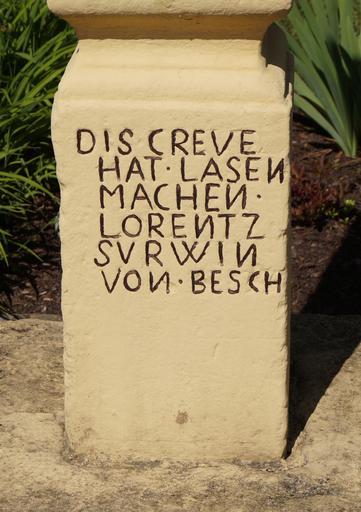 DIS CREVE
HAT · LASEN
MACHEN ·
LORENTZ
SVRWIN
VON · BESCH